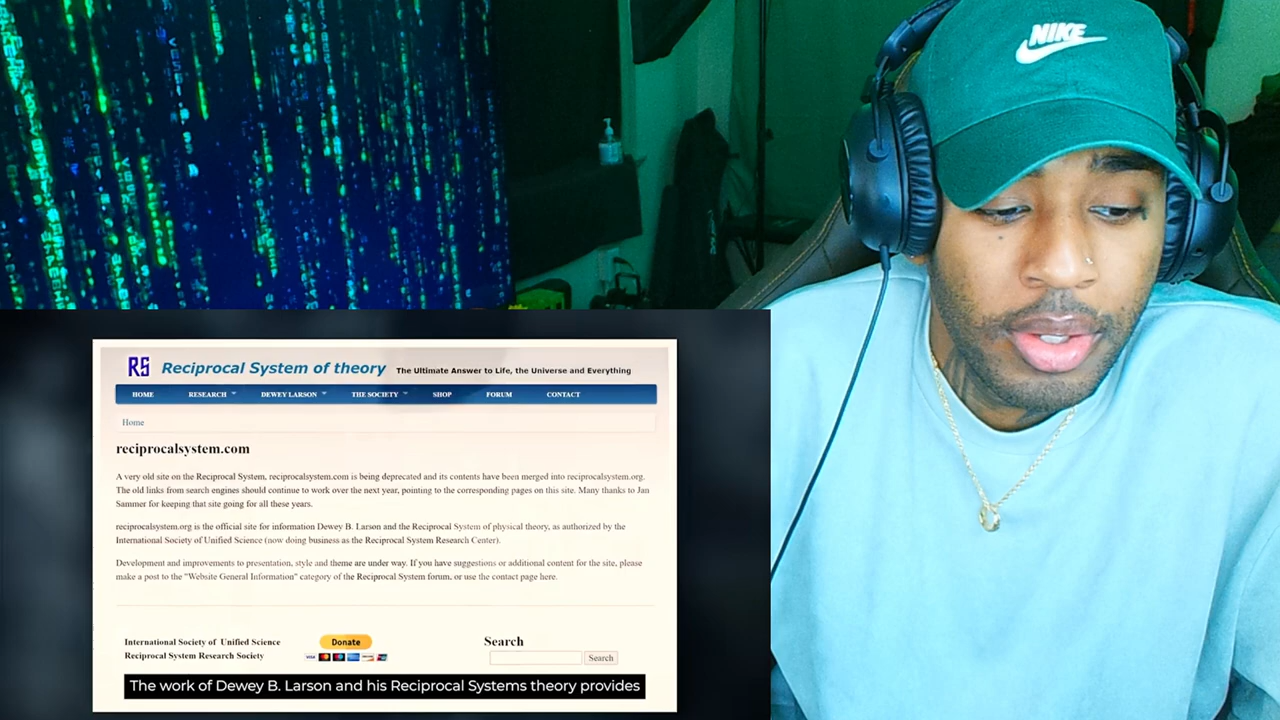 NIKE
RS Reciprocal System of theory The Ultimate Answer to Life, the Universe and Everything
HOME RESEARCH DEWEY LARSON THE SOCIETY SHOP FORUM CONTACT
Home
reciprocalsystem.com
A very old site on the Reciprocal System, reciprocalsystem.com is being deprecated and its contents have been merged into reciprocalsystem.org.
The old links from search engines should continue to work over the next year, pointing to the corresponding pages on this site. Many thanks to Jan
Sammer for keeping that site going for all these years.
reciprocalsystem.org is the official site for information Dewey B. Larson and the Reciprocal System of physical theory, as authorized by the
International Society of Unified Science (now doing business as the Reciprocal System Research Center).
Development and improvements to presentation, style and theme are under way. If you have suggestions or additional content for the site, please
make a post to the "Website General Information" category of the Reciprocal System forum, or use the contact page here.
International Society of Unified Science
Reciprocal System Research Society
Donate
VISA
Search
Search
The work of Dewey B. Larson and his Reciprocal Systems theory provides